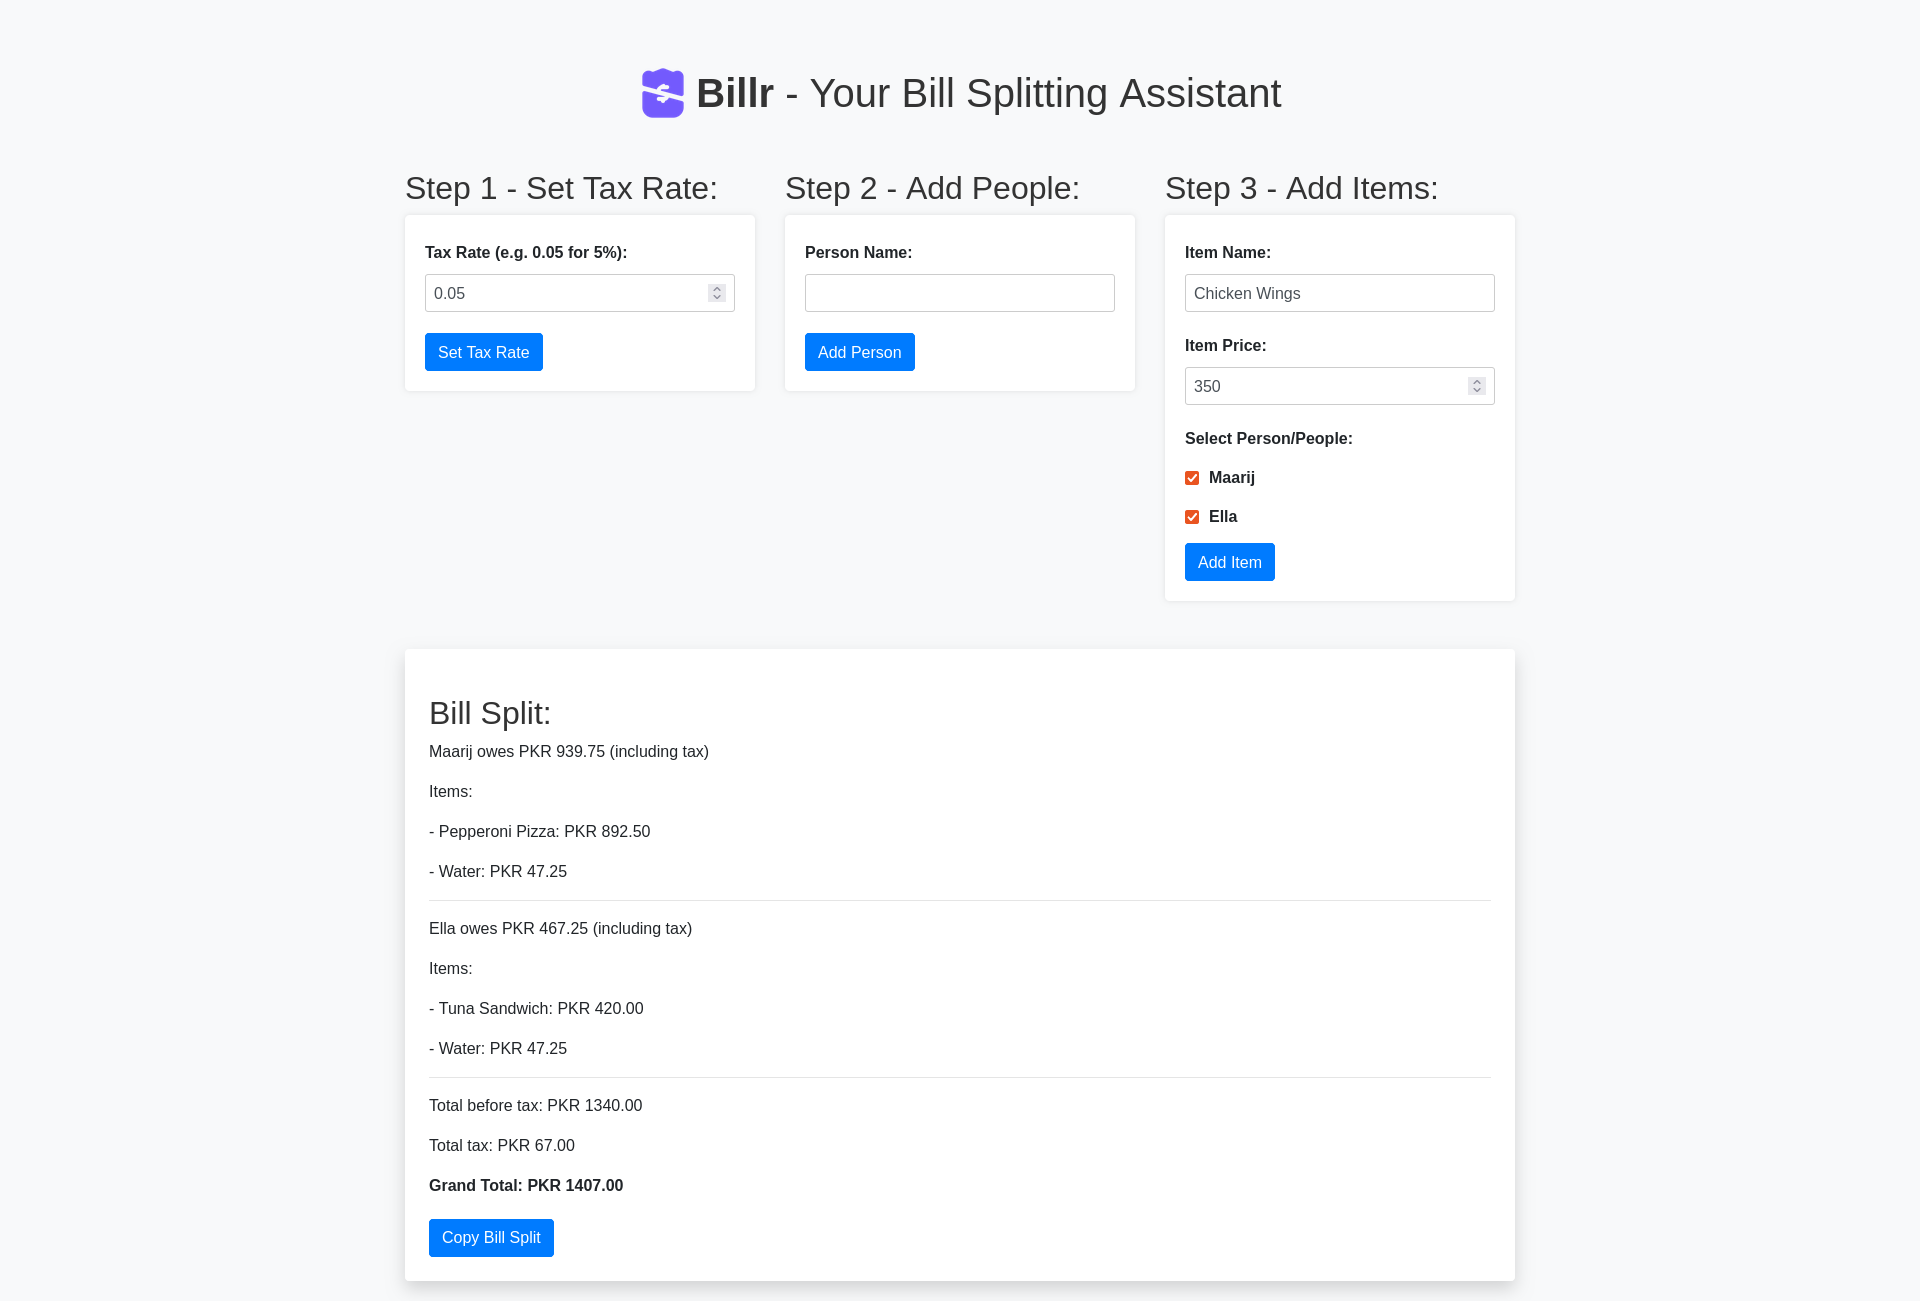 Billr - Your Bill Splitting Assistant
Step 1 - Set Tax Rate:
Tax Rate (e.g. 0.05 for 5%):
0.05
Set Tax Rate
Step 2 - Add People:
Person Name:
Add Person
Step 3 - Add Items:
Item Name:
Chicken Wings
Item Price:
350
Select Person/People:
Maarij
Ella
Add Item
Bill Split:
Maarij owes PKR 939.75 (including tax)
Items:
- Pepperoni Pizza: PKR 892.50
- Water: PKR 47.25
Ella owes PKR 467.25 (including tax)
Items:
- Tuna Sandwich: PKR 420.00
- Water: PKR 47.25
Total before tax: PKR 1340.00
Total tax: PKR 67.00
Grand Total: PKR 1407.00
Copy Bill Split